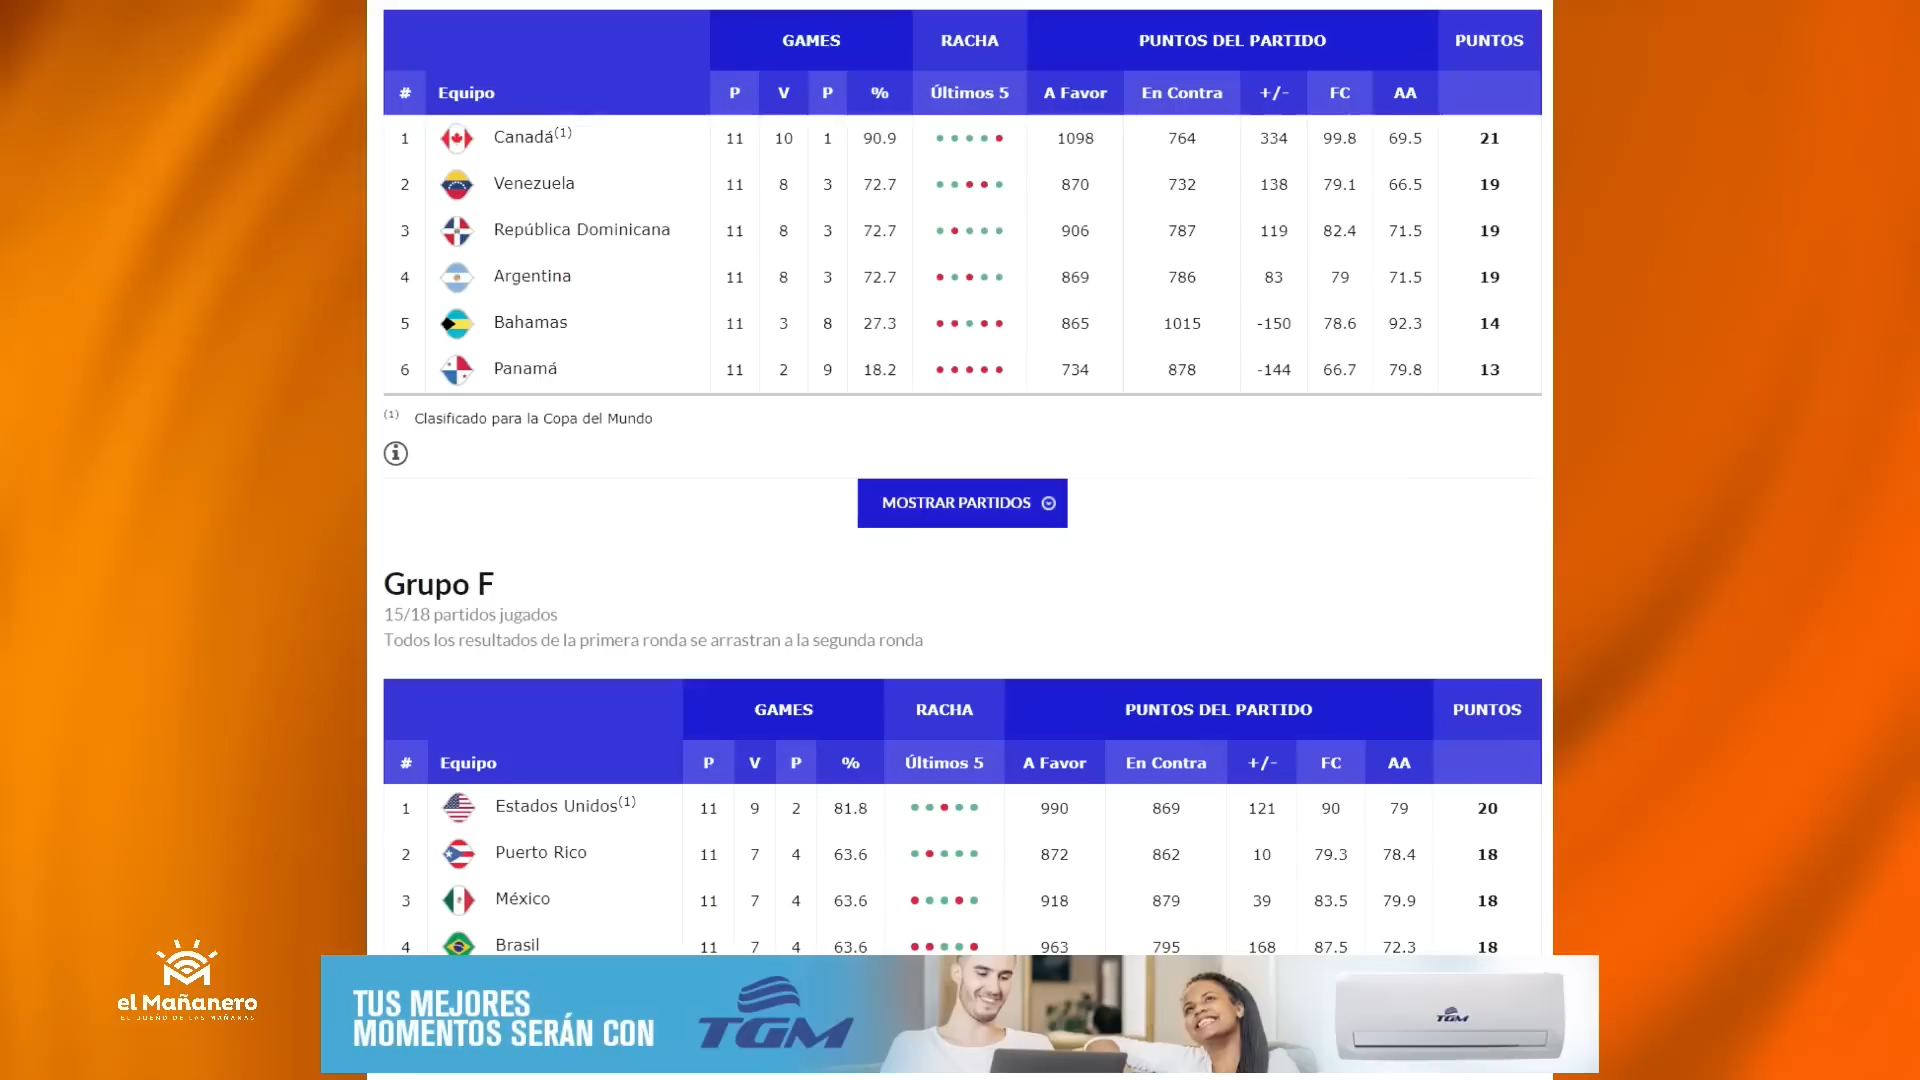 GAMES RACHA PUNTOS DEL PARTIDO PUNTOS
# Equipo P V P % Últimos 5 A Favor En Contra +/- FC AA
1 Canadá(1) 11 10 1 90.9 1098 764 334 99.8 69.5 21
2 Venezuela 11 8 3 72.7 870 732 138 79.1 66.5 19
3 República Dominicana 11 8 3 72.7 906 787 119 82.4 71.5 19
4 Argentina 11 8 3 72.7 869 786 83 79 71.5 19
5 Bahamas 11 3 8 27.3 865 1015 -150 78.6 92.3 14
6 Panamá 11 2 9 18.2 734 878 -144 66.7 79.8 13
(1) Clasificado para la Copa del Mundo
MOSTRAR PARTIDOS
Grupo F
15/18 partidos jugados
Todos los resultados de la primera ronda se arrastran a la segunda ronda
GAMES RACHA PUNTOS DEL PARTIDO PUNTOS
# Equipo P V P % Últimos 5 A Favor En Contra +/- FC AA
1 Estados Unidos(1) 11 9 2 81.8 990 869 121 90 79 20
2 Puerto Rico 11 7 4 63.6 872 862 10 79.3 78.4 18
3 México 11 7 4 63.6 918 879 39 83.5 79.9 18
4 Brasil 11 7 4 63.6 963 795 168 87.5 72.3 18
el Mañanero
EL DUEÑO DE LAS MAÑANAS
TUS MEJORES
MOMENTOS SERÁN CON
TGM
TGM